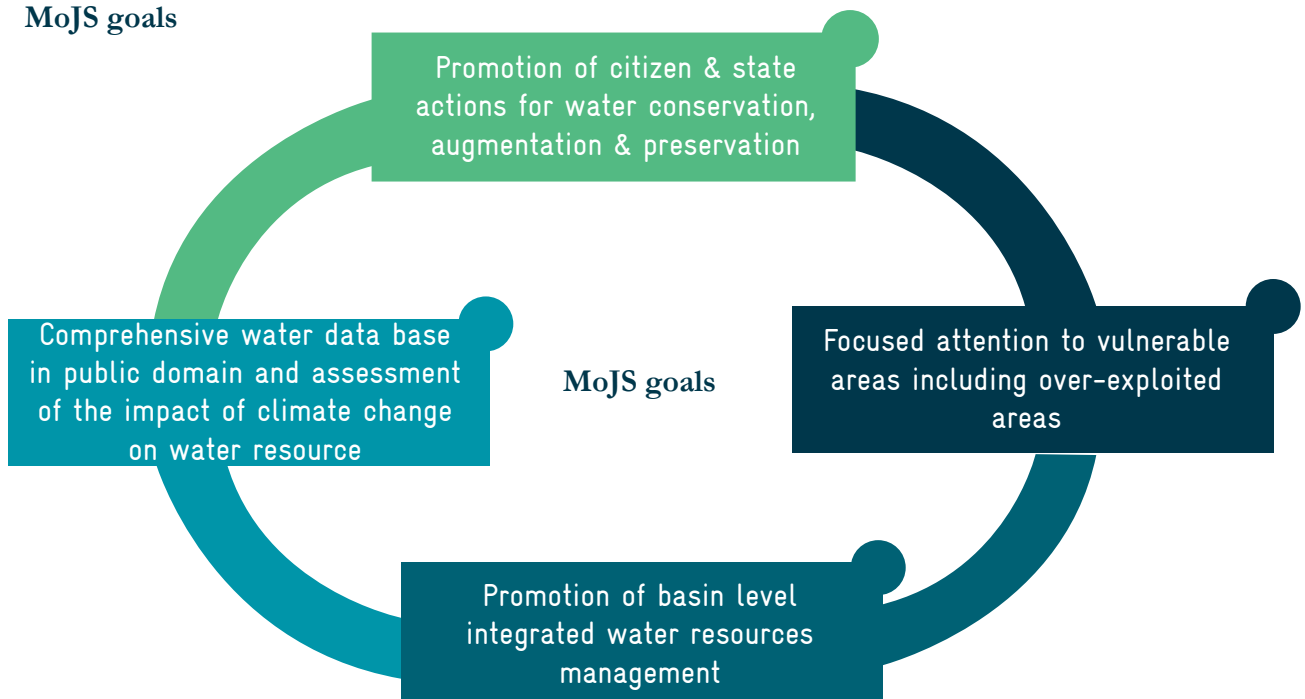 MoJS goals
Promotion of citizen & state
actions for water conservation,
augmentation & preservation
Comprehensive water data base
in public domain and assessment
of the impact of climate change
on water resource
MoJS goals
Focused attention to vulnerable
areas including over-exploited
areas
Promotion of basin level
integrated water resources
management